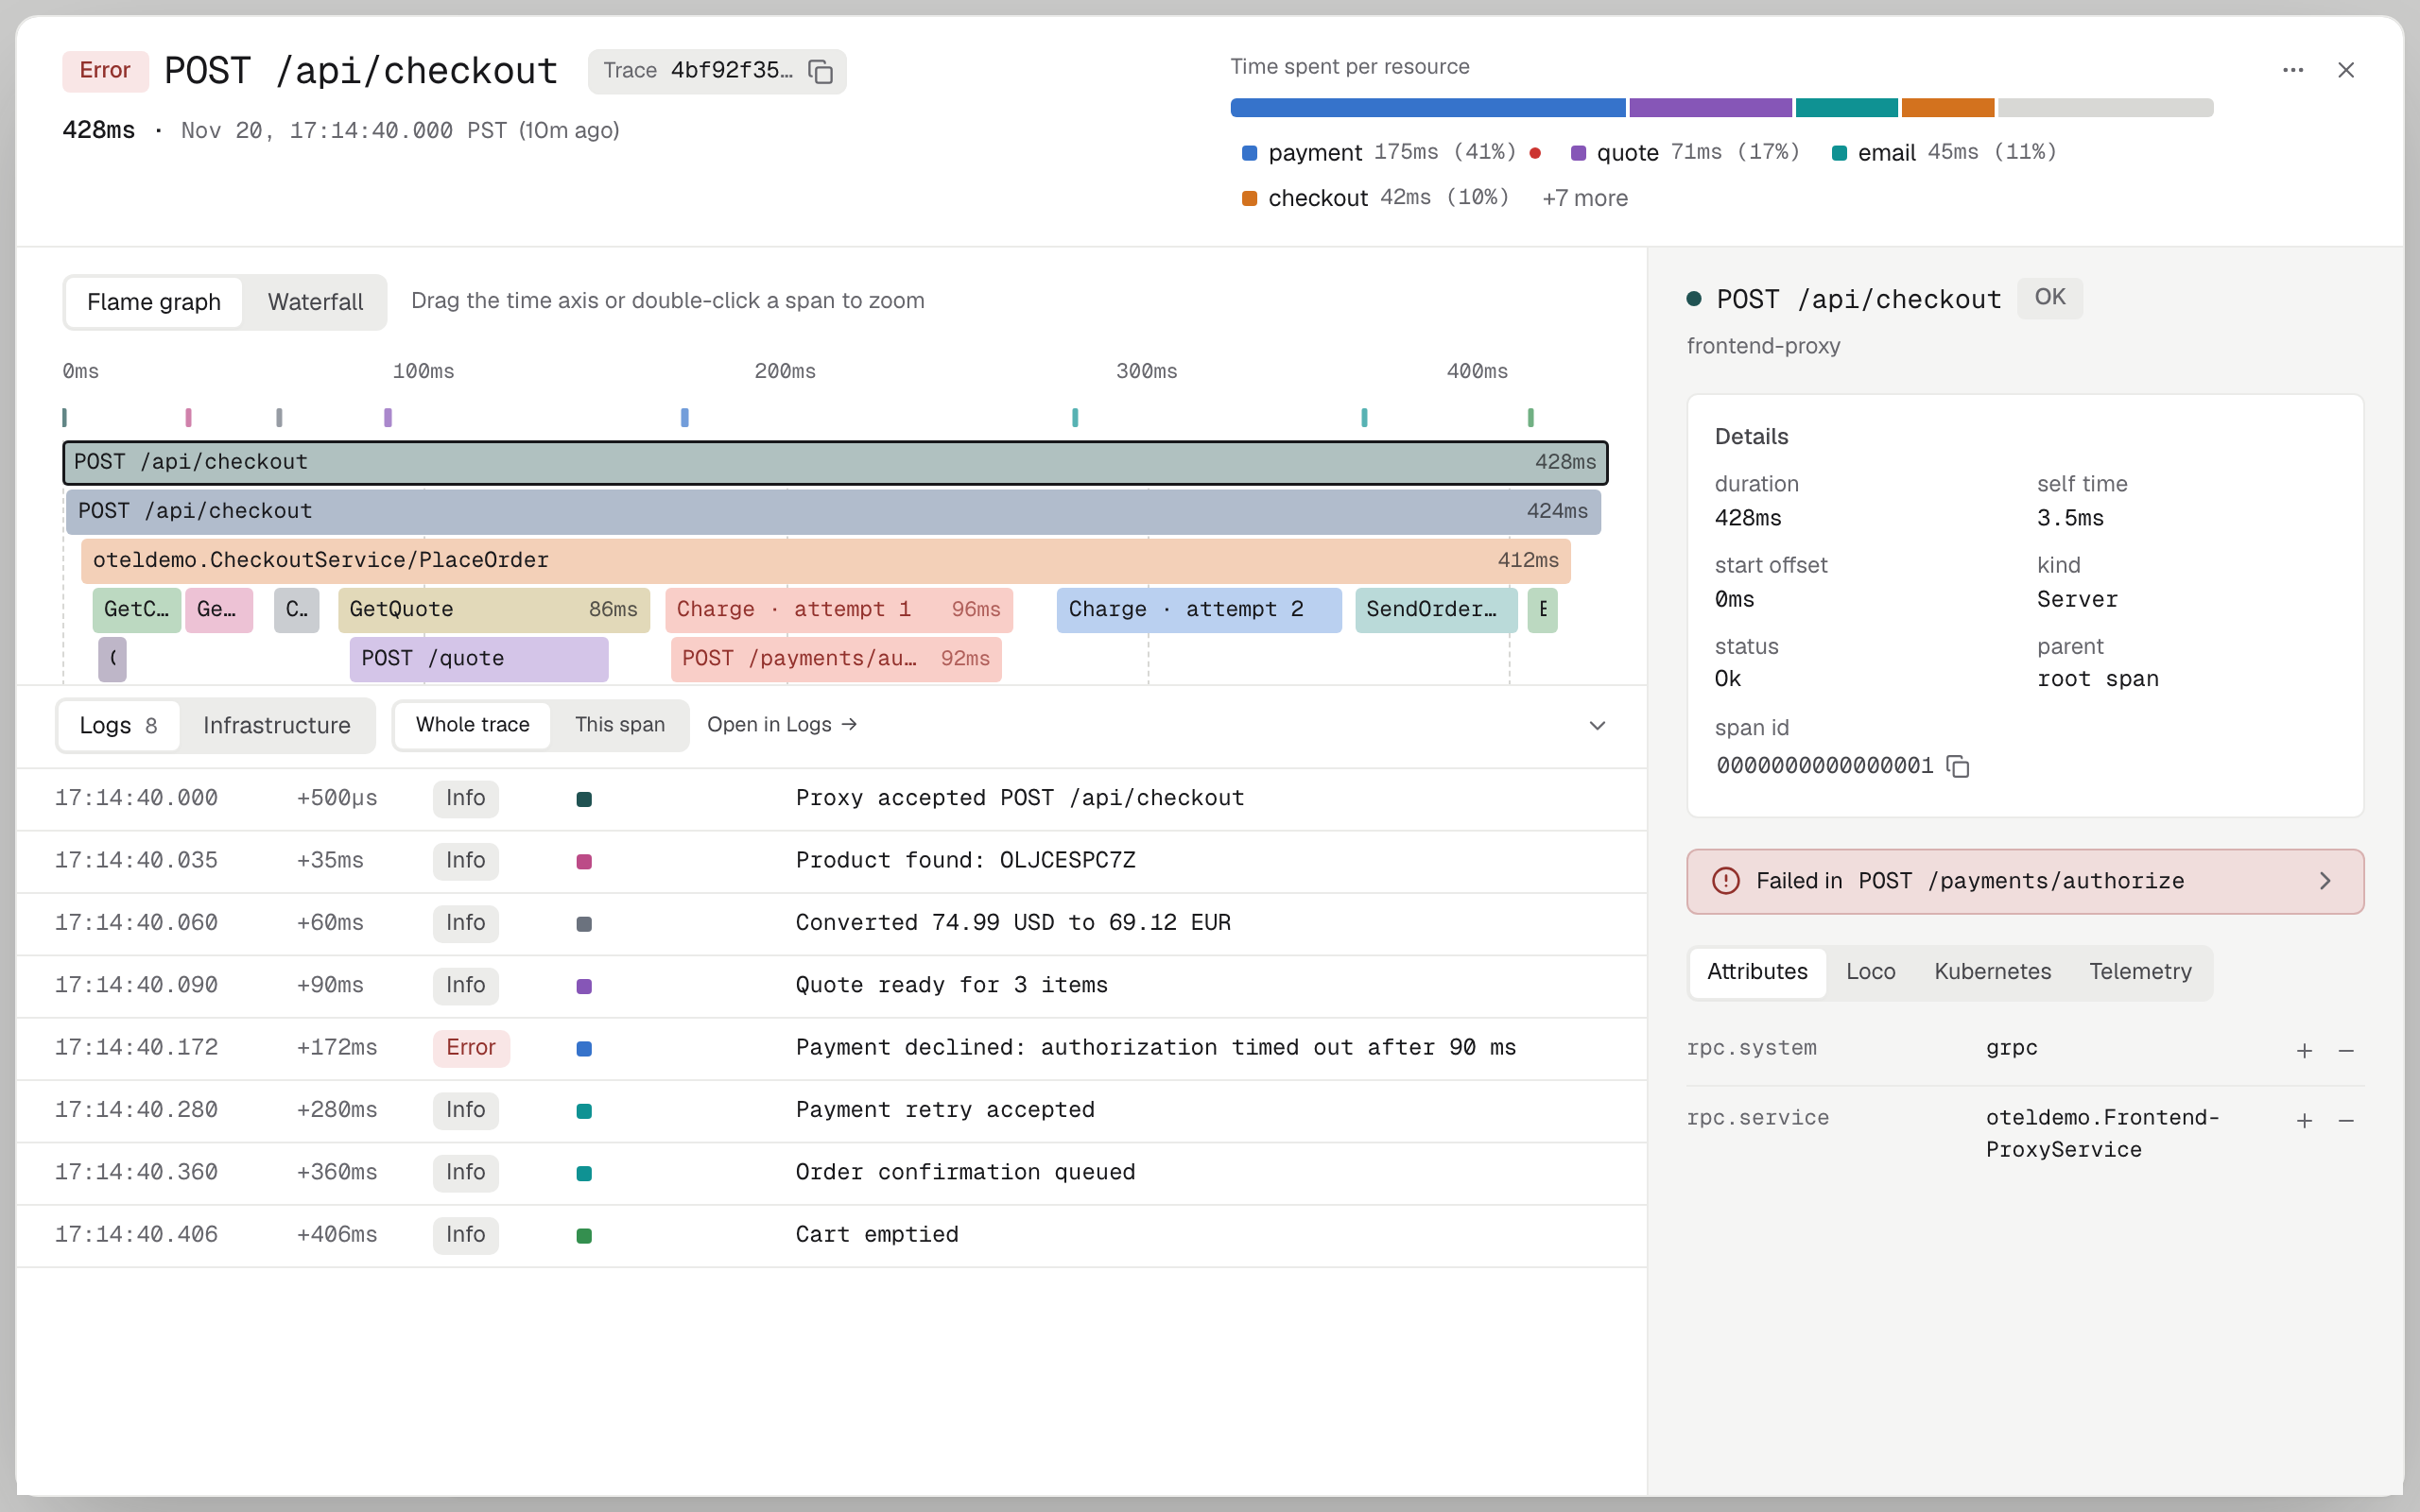 Error POST /api/checkout Trace 4bf92f35…
428ms · Nov 20, 17:14:40.000 PST (10m ago)
Time spent per resource
payment 175ms (41%) quote 71ms (17%) email 45ms (11%)
checkout 42ms (10%) +7 more
Flame graph Waterfall Drag the time axis or double-click a span to zoom
0ms 100ms 200ms 300ms 400ms
POST /api/checkout 428ms
POST /api/checkout 424ms
oteldemo.CheckoutService/PlaceOrder 412ms
GetC… Ge… C… GetQuote 86ms Charge · attempt 1 96ms Charge · attempt 2 SendOrder…
POST /quote POST /payments/au… 92ms
Logs 8 Infrastructure Whole trace This span Open in Logs →
17:14:40.000 +500µs Info Proxy accepted POST /api/checkout
17:14:40.035 +35ms Info Product found: OLJCESPC7Z
17:14:40.060 +60ms Info Converted 74.99 USD to 69.12 EUR
17:14:40.090 +90ms Info Quote ready for 3 items
17:14:40.172 +172ms Error Payment declined: authorization timed out after 90 ms
17:14:40.280 +280ms Info Payment retry accepted
17:14:40.360 +360ms Info Order confirmation queued
17:14:40.406 +406ms Info Cart emptied
POST /api/checkout OK
frontend-proxy
Details
duration self time
428ms 3.5ms
start offset kind
0ms Server
status parent
Ok root span
span id
0000000000000001
Failed in POST /payments/authorize
Attributes Loco Kubernetes Telemetry
rpc.system grpc
rpc.service oteldemo.Frontend-
ProxyService